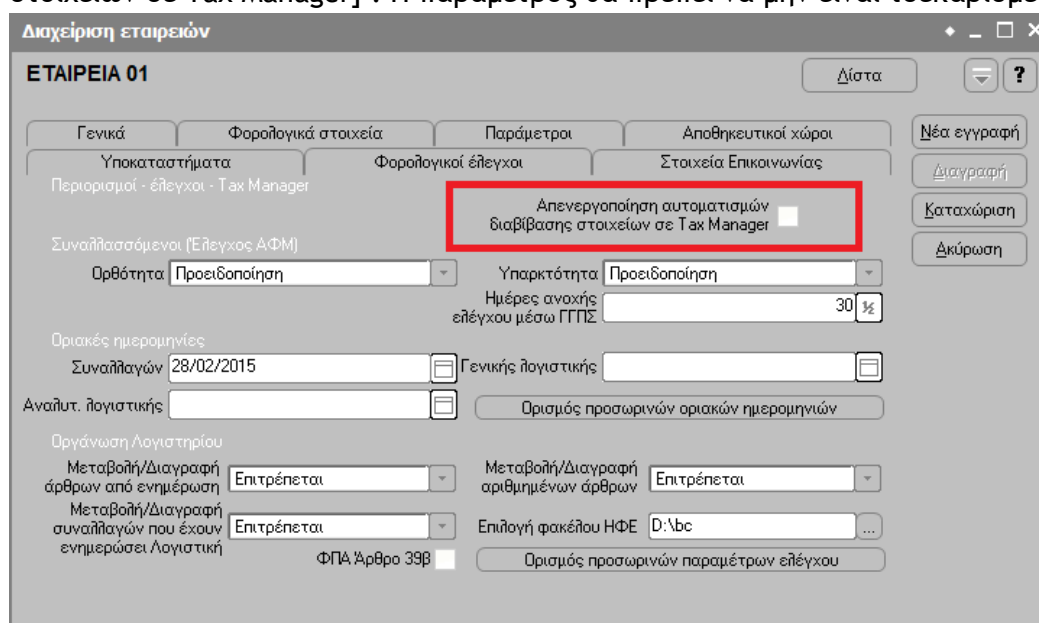 στοιχείων σε Tax Manager] . Η παράμετρος θα πρέπει να μην είναι τσεκαρισμέ
Διαχείριση εταιρειών
ΕΤΑΙΡΕΙΑ 01
Λίστα
?
Γενικά Φορολογικά στοιχεία Παράμετροι Αποθηκευτικοί χώροι
Νέα εγγραφή
Υποκαταστήματα Φορολογικοί έλεγχοι Στοιχεία Επικοινωνίας
Διαγραφή
Περιορισμοί - έλεγχοι - Tax Manager
Απενεργοποίηση αυτοματισμών
διαβίβασης στοιχείων σε Tax Manager
Καταχώριση
Συναλλασσόμενοι (Έλεγχος ΑΦΜ)
Ακύρωση
Ορθότητα Προειδοποίηση Υπαρκτότητα Προειδοποίηση
Ημέρες ανοχής
ελέγχου μέσω ΓΓΠΣ 30 ½
Οριακές ημερομηνίες
Συναλλαγών 28/02/2015 Γενικής λογιστικής
Αναλυτ. λογιστικής Ορισμός προσωρινών οριακών ημερομηνιών
Οργάνωση Λογιστηρίου
Μεταβολή/Διαγραφή
άρθρων από ενημέρωση Επιτρέπεται
Μεταβολή/Διαγραφή
αριθμημένων άρθρων Επιτρέπεται
Μεταβολή/Διαγραφή
συναλλαγών που έχουν
ενημερώσει Λογιστική Επιτρέπεται
Επιλογή φακέλου ΗΦΕ D:\bc ...
ΦΠΑ Άρθρο 39β Ορισμός προσωρινών παραμέτρων ελέγχου